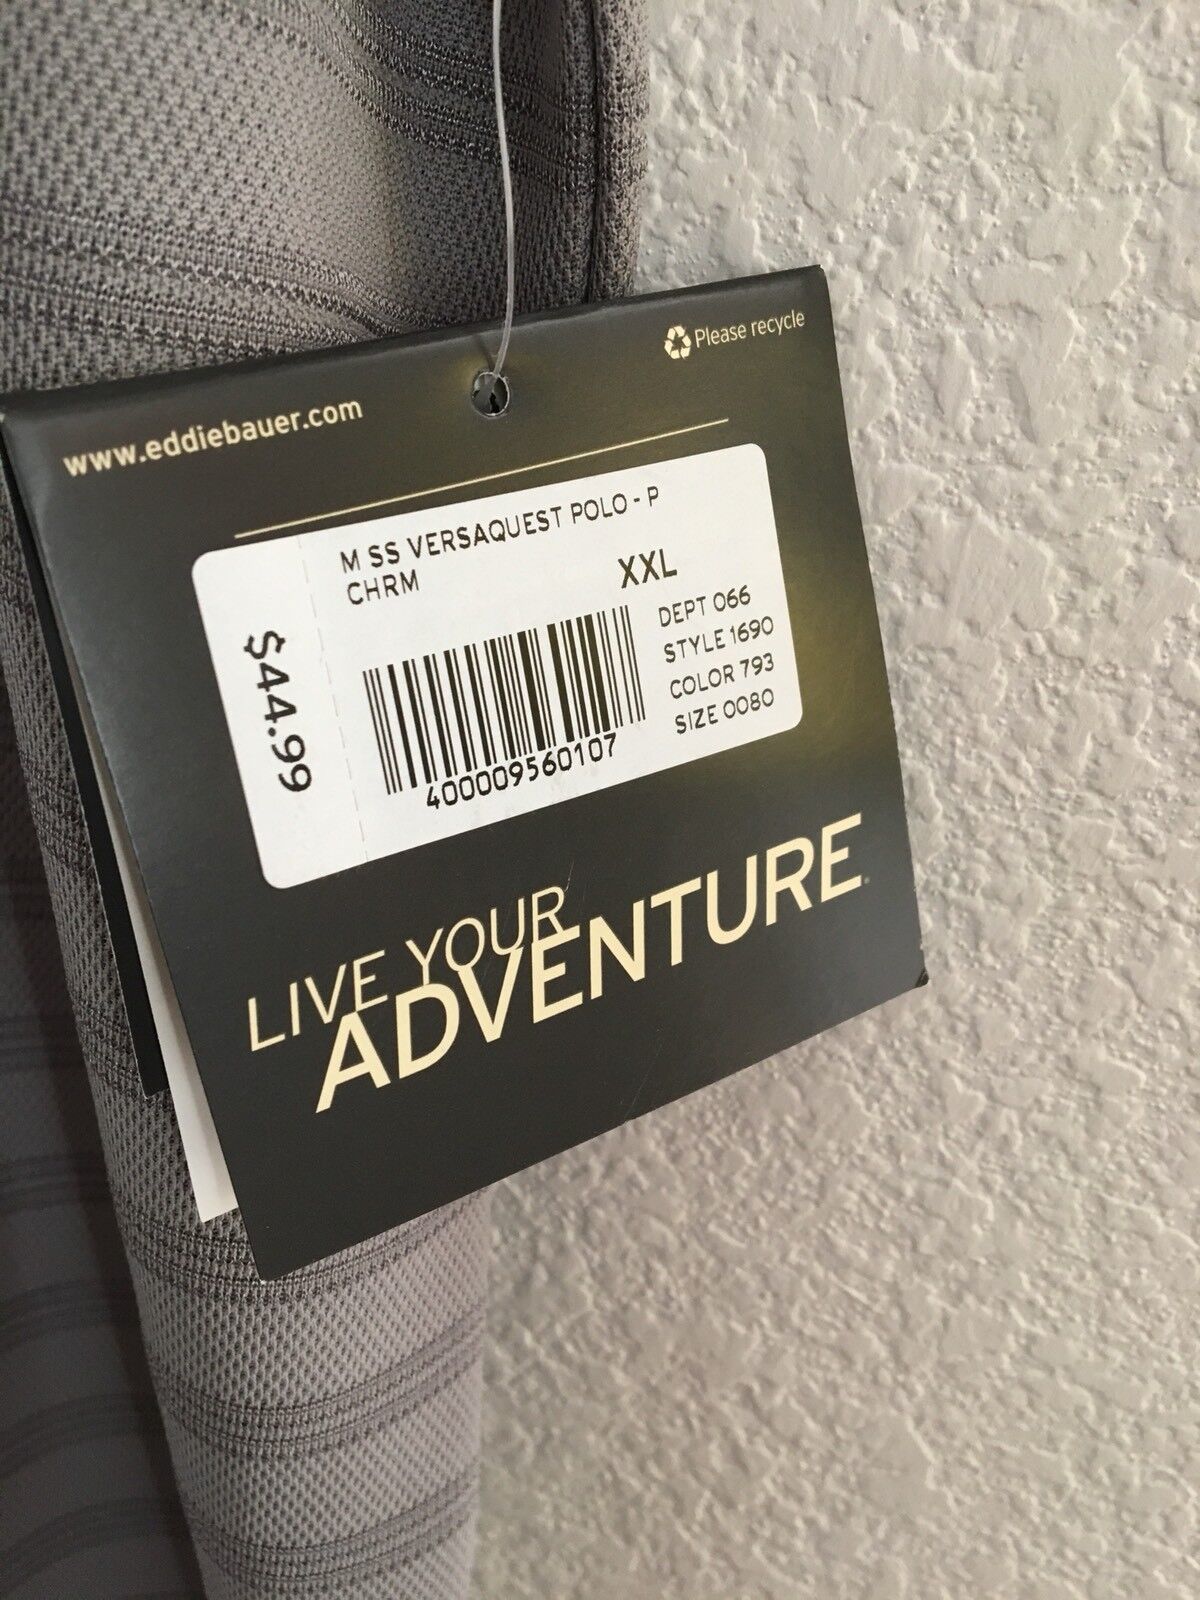 Please recycle
www.eddiebauer.com
M SS VERSAQUEST POLO - P
CHRM
XXL
DEPT 066
STYLE 1690
COLOR 793
SIZE 0080
$44.99
400009560107
LIVE YOUR
ADVENTURE.